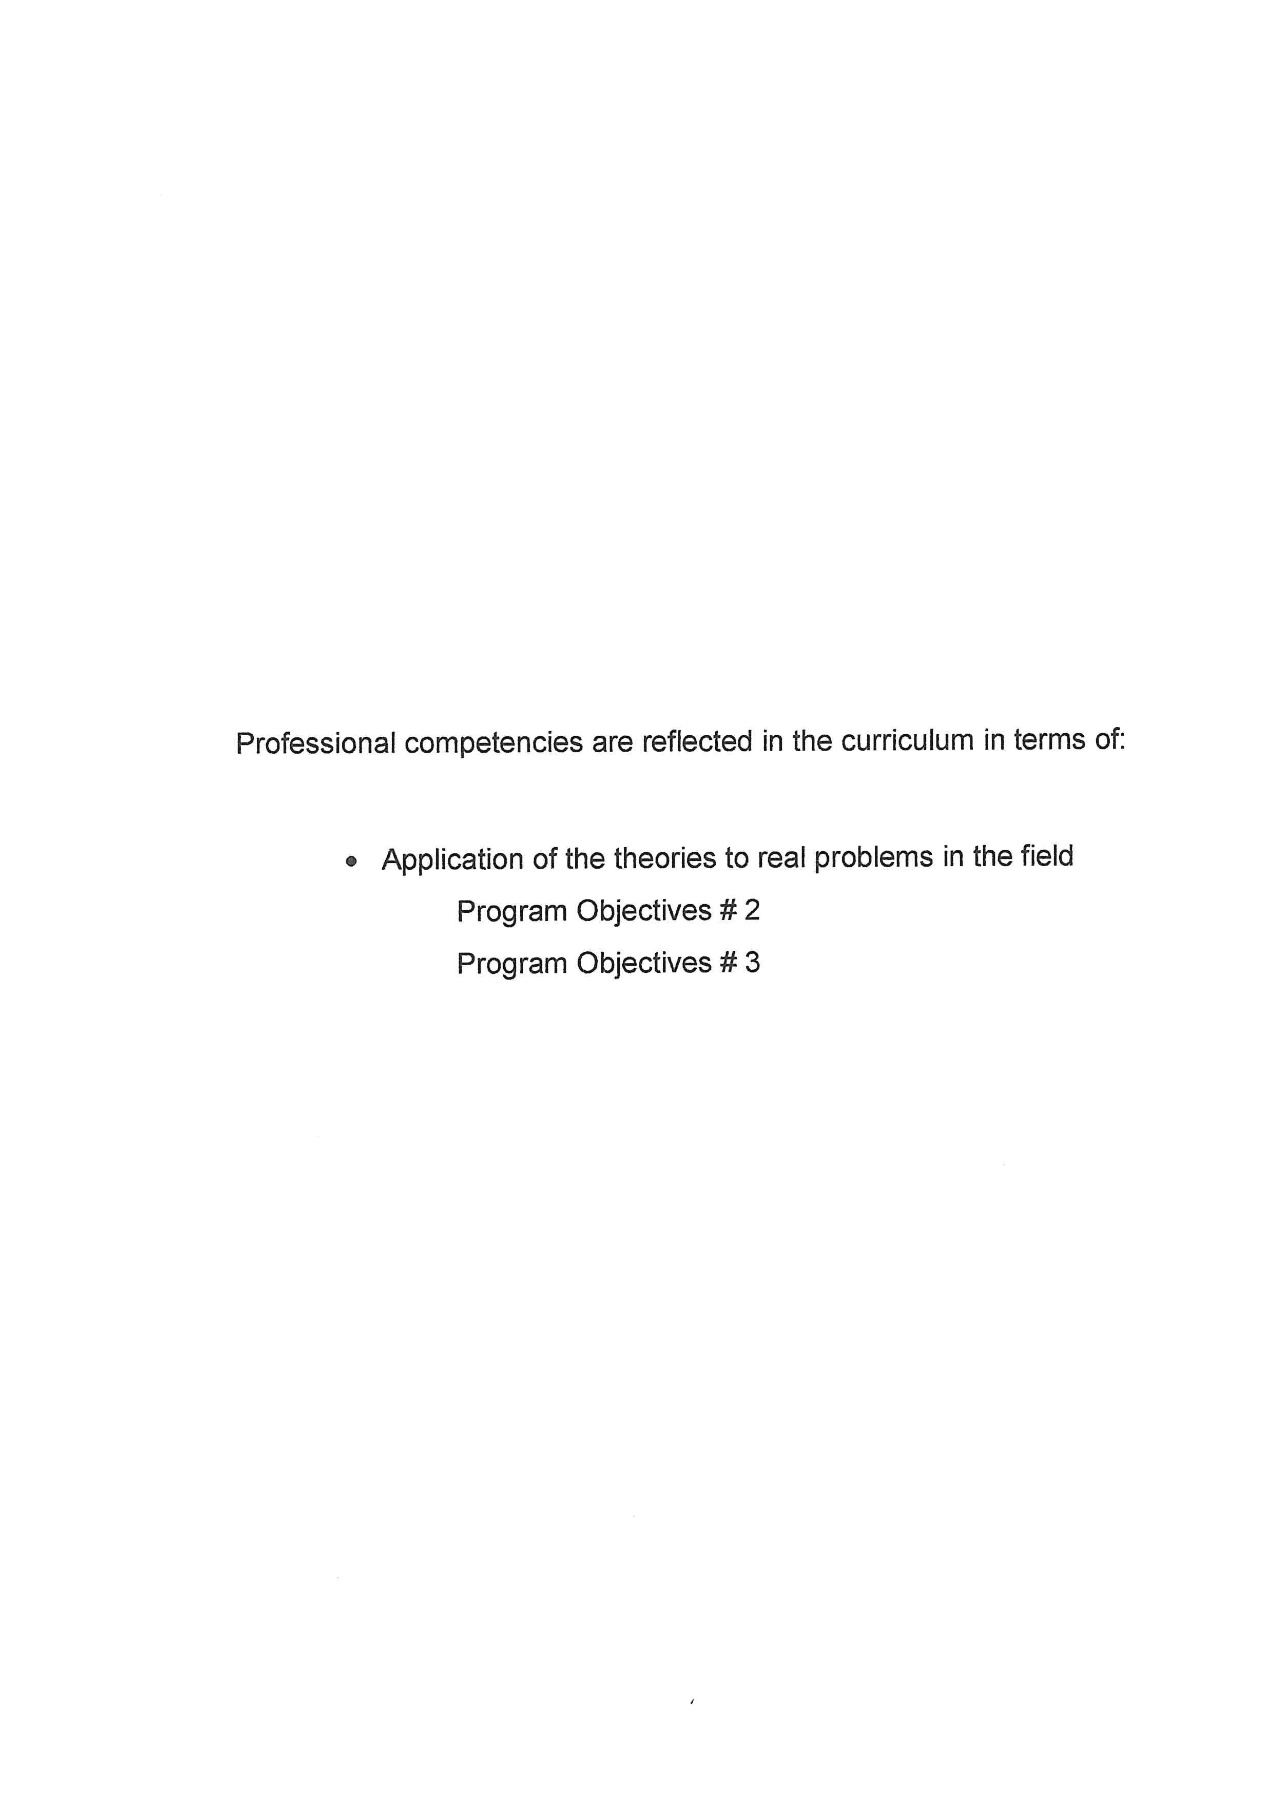 Professional competencies are reflected in the curriculum in terms of:
• Application of the theories to real problems in the field
Program Objectives # 2
Program Objectives # 3